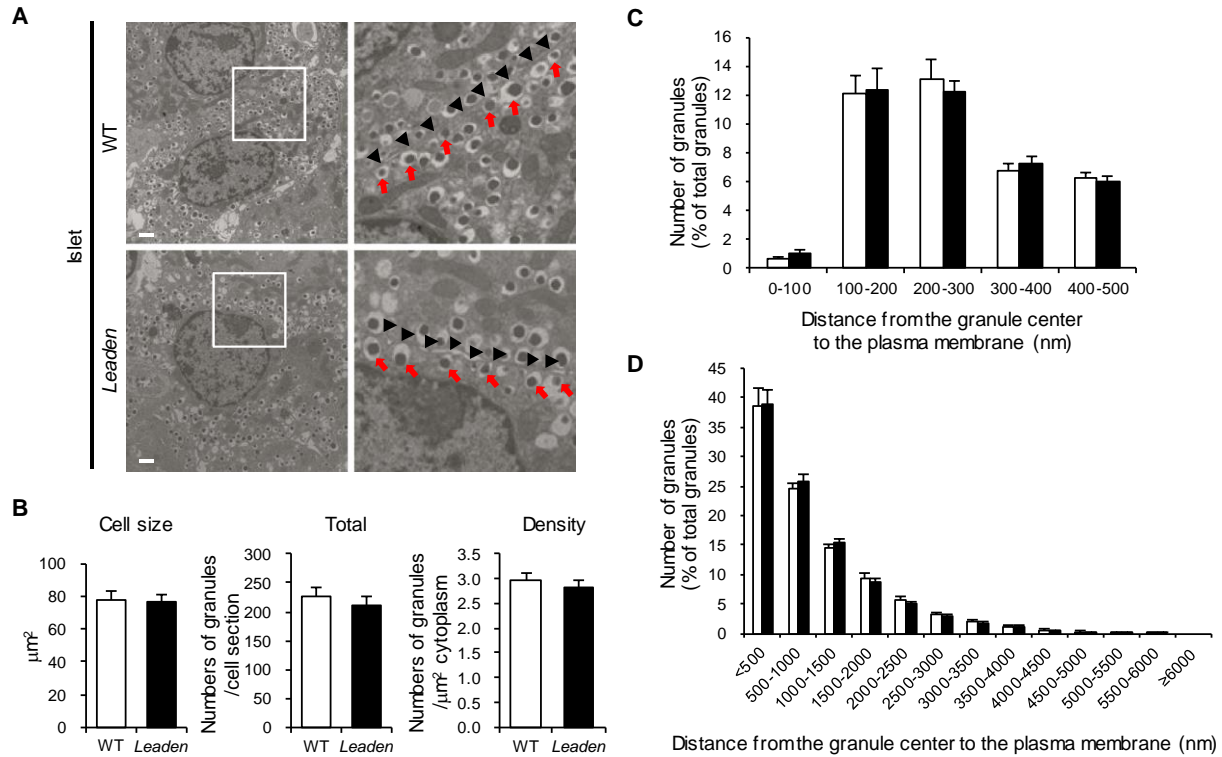 A
WT
Islet
Leaden
B
Cell size
μm²
100
80
60
40
20
0
WT Leaden
Total
Numbers of granules
/cell section
300
250
200
150
100
50
0
WT Leaden
Density
Numbers of granules
/μm² cytoplasm
3.5
3.0
2.5
2.0
1.5
1.0
0.5
0.0
WT Leaden
C
Number of granules
(% of total granules)
16
14
12
10
8
6
4
2
0
0-100 100-200 200-300 300-400 400-500
Distance from the granule center
to the plasma membrane (nm)
D
Number of granules
(% of total granules)
45
40
35
30
25
20
15
10
5
0
<500
500-1000
1000-1500
1500-2000
2000-2500
2500-3000
3000-3500
3500-4000
4000-4500
4500-5000
5000-5500
5500-6000
≥6000
Distance from the granule center to the plasma membrane (nm)